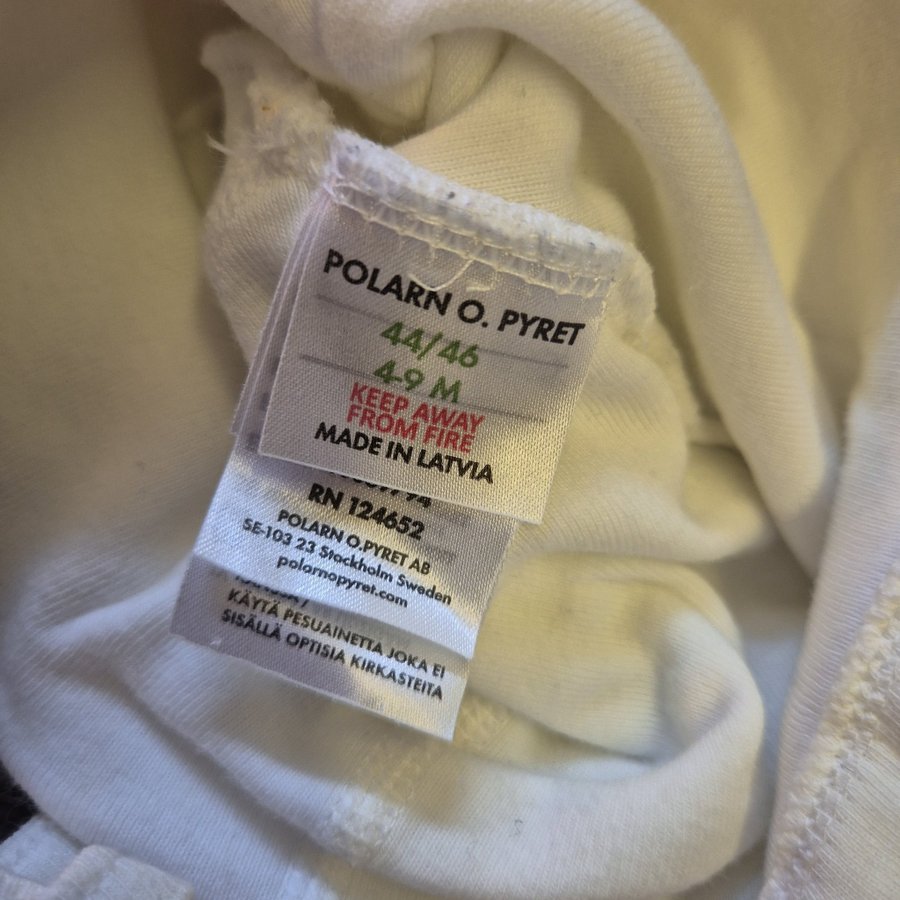 POLARN O. PYRET
44/46
4-9 M
KEEP AWAY
FROM FIRE
MADE IN LATVIA
RN 124652
POLARN O.PYRET AB
SE-103 23 Stockholm Sweden
polarnopyret.com
KÄYTÄ PESUAINETTA JOKA EI
SISÄLLÄ OPTISIA KIRKASTEITA